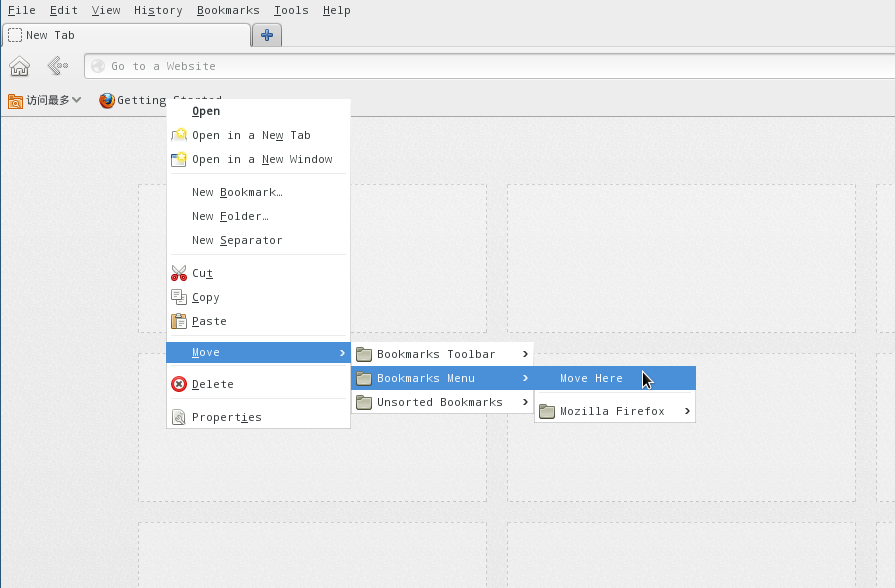 File Edit View History Bookmarks Tools Help
New Tab
Go to a Website
访问最多 Getting Started
Open
Open in a New Tab
Open in a New Window
New Bookmark…
New Folder…
New Separator
Cut
Copy
Paste
Move
Delete
Properties
Bookmarks Toolbar
Bookmarks Menu
Unsorted Bookmarks
Move Here
Mozilla Firefox